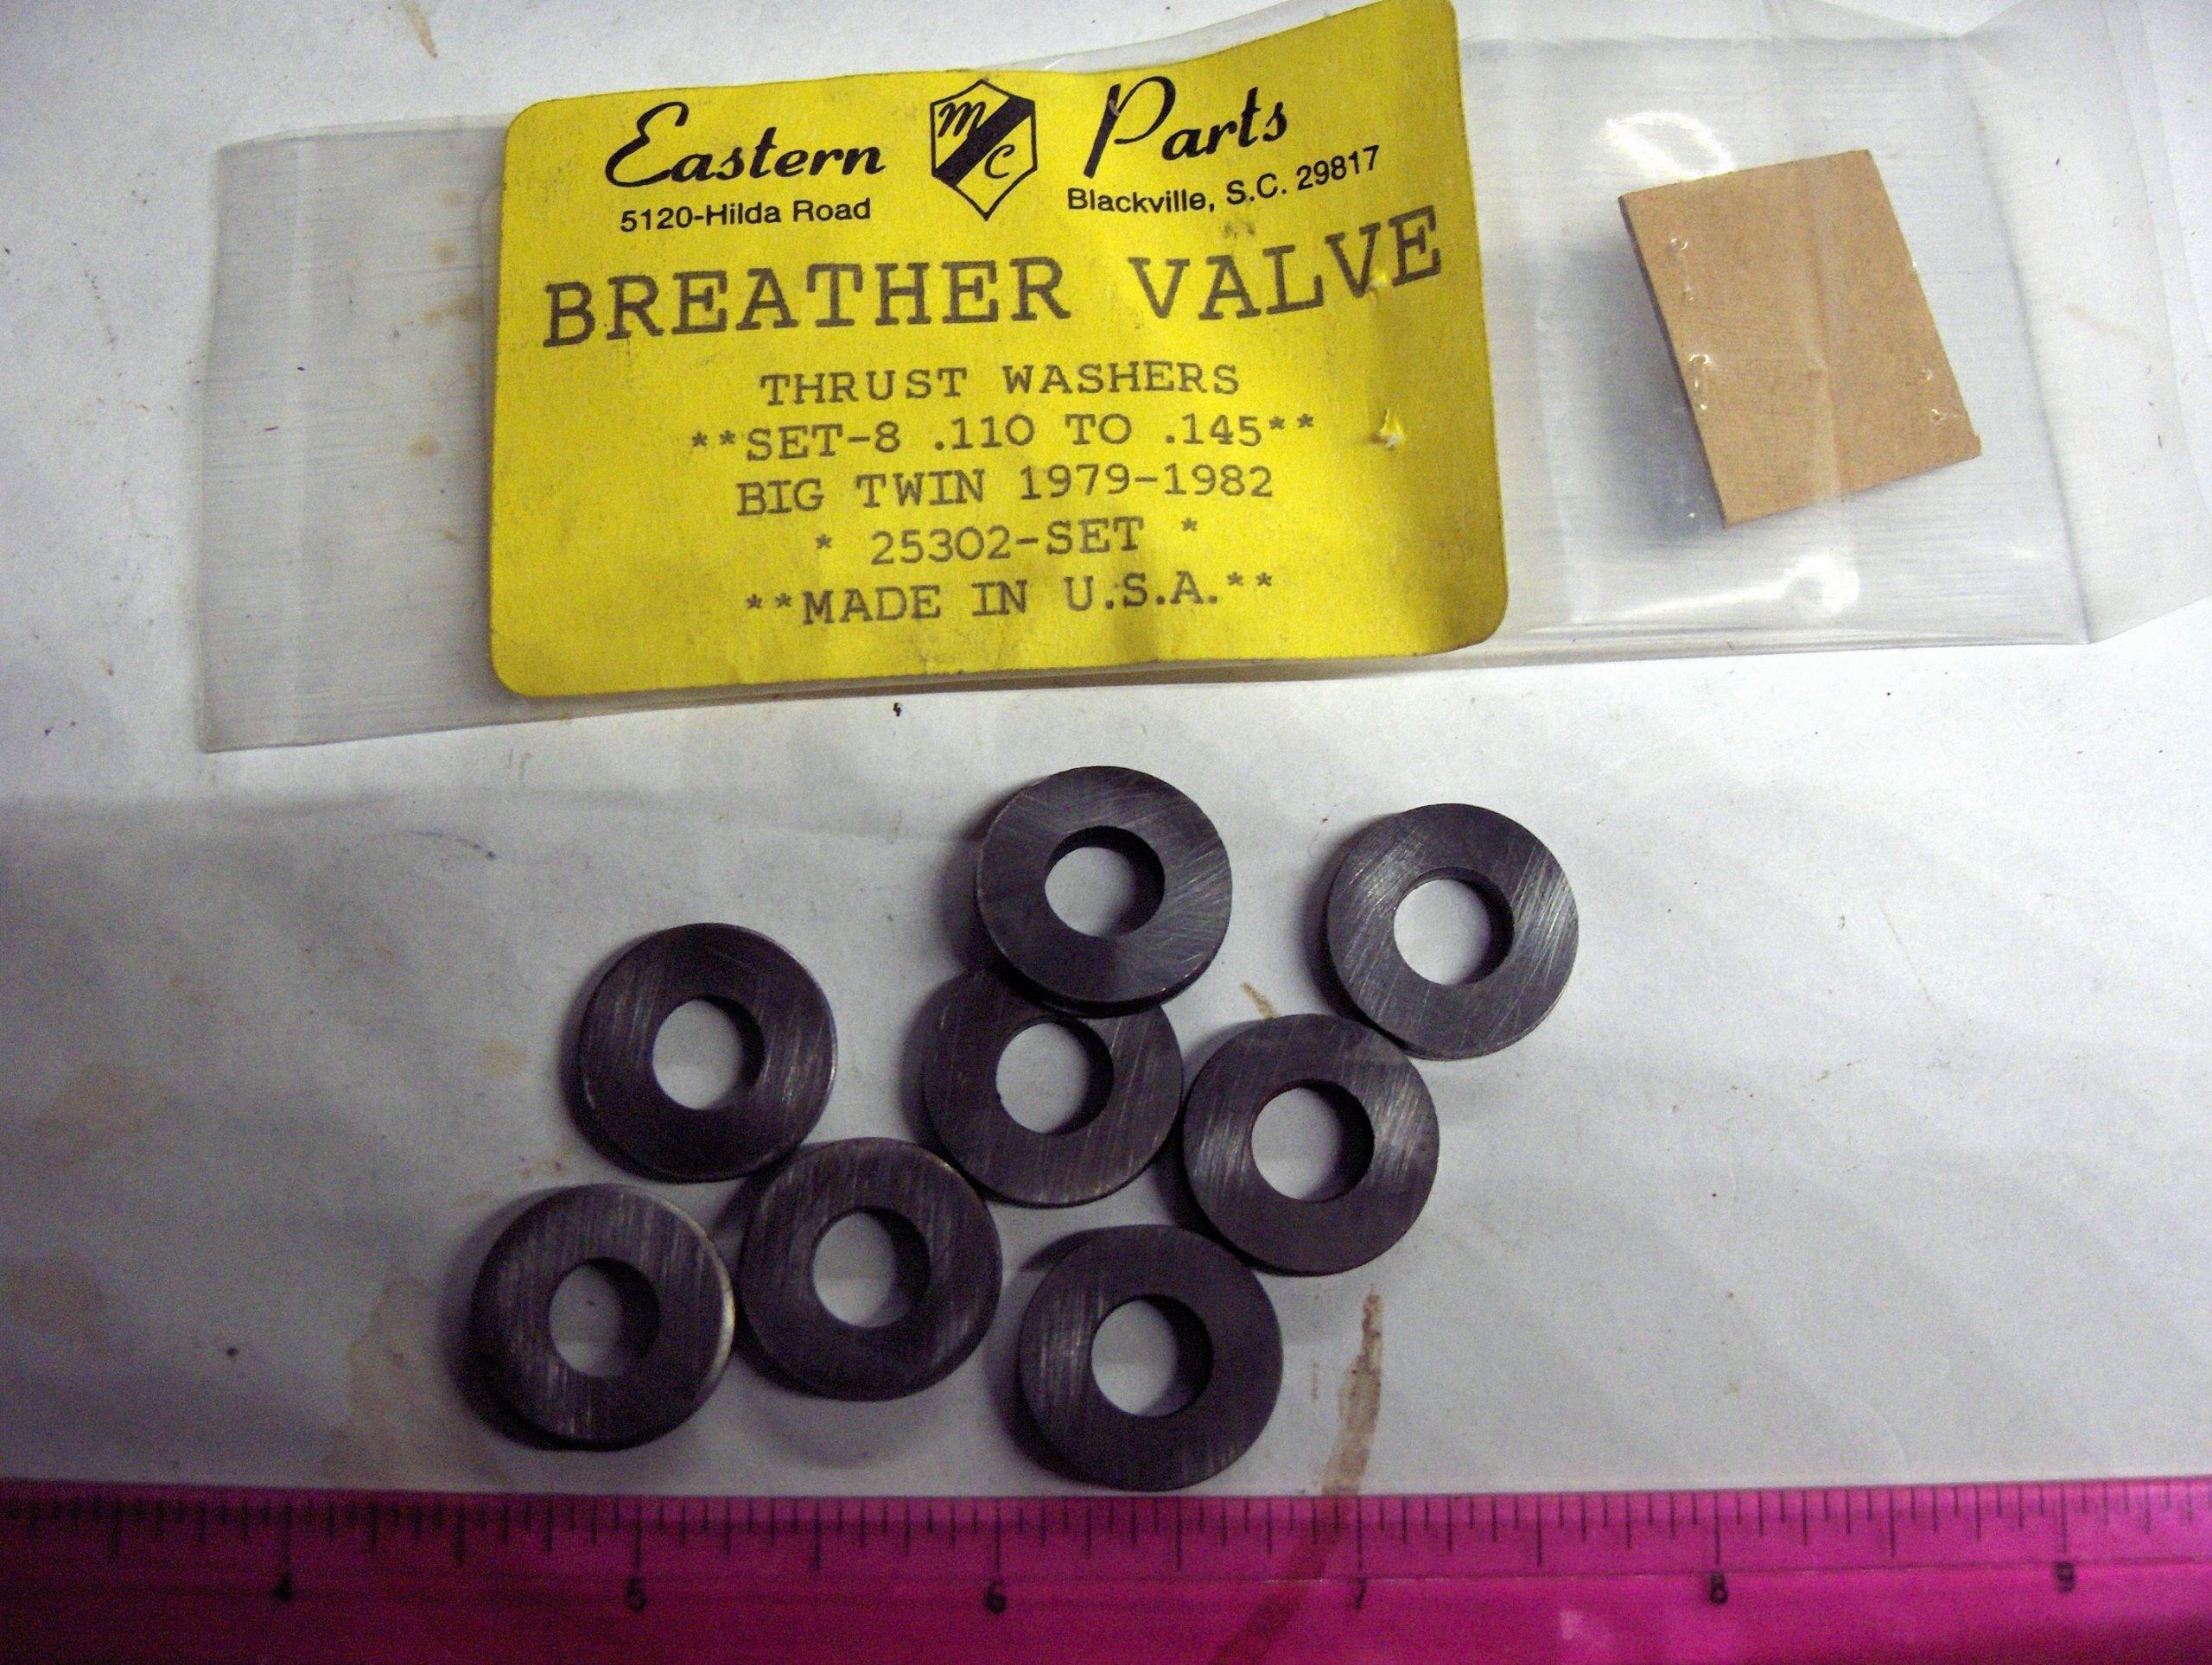 Eastern MC Parts
5120-Hilda Road Blackville, S.C. 29817
BREATHER VALVE
THRUST WASHERS
**SET-8 .110 TO .145**
BIG TWIN 1979-1982
* 25302-SET *
**MADE IN U.S.A.**
4 5 6 7 8 9